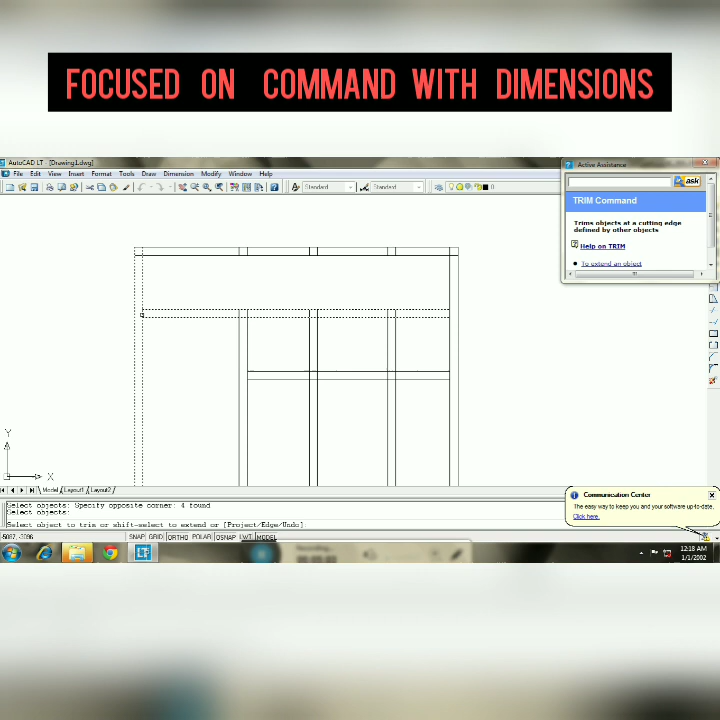 FOCUSED ON COMMAND WITH DIMENSIONS
AutoCAD LT - [Drawing1.dwg]
File Edit View Insert Format Tools Draw Dimension Modify Window Help
Standard Standard 0
Active Assistance
ask
TRIM Command
Trims objects at a cutting edge
defined by other objects
Help on TRIM
To extend an object
Y
X
Model Layout1 Layout2
Select objects: Specify opposite corner: 4 found
Select objects:
Select object to trim or shift-select to extend or [Project/Edge/Undo]:
Communication Center
The easy way to keep you and your software up-to-date.
Click here.
-5087, -3096
SNAP GRID ORTHO POLAR OSNAP LWT MODEL
LT
Recording...
12:18 AM
1/1/2002